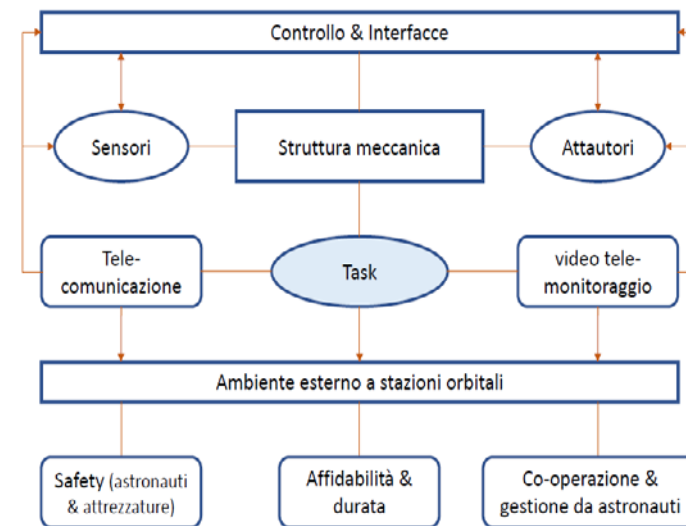 Controllo & Interfacce
Sensori
Struttura meccanica
Attautori
Tele-
comunicazione
Task
video tele-
monitoraggio
Ambiente esterno a stazioni orbitali
Safety (astronauti
& attrezzature)
Affidabilità &
durata
Co-operazione &
gestione da astronauti